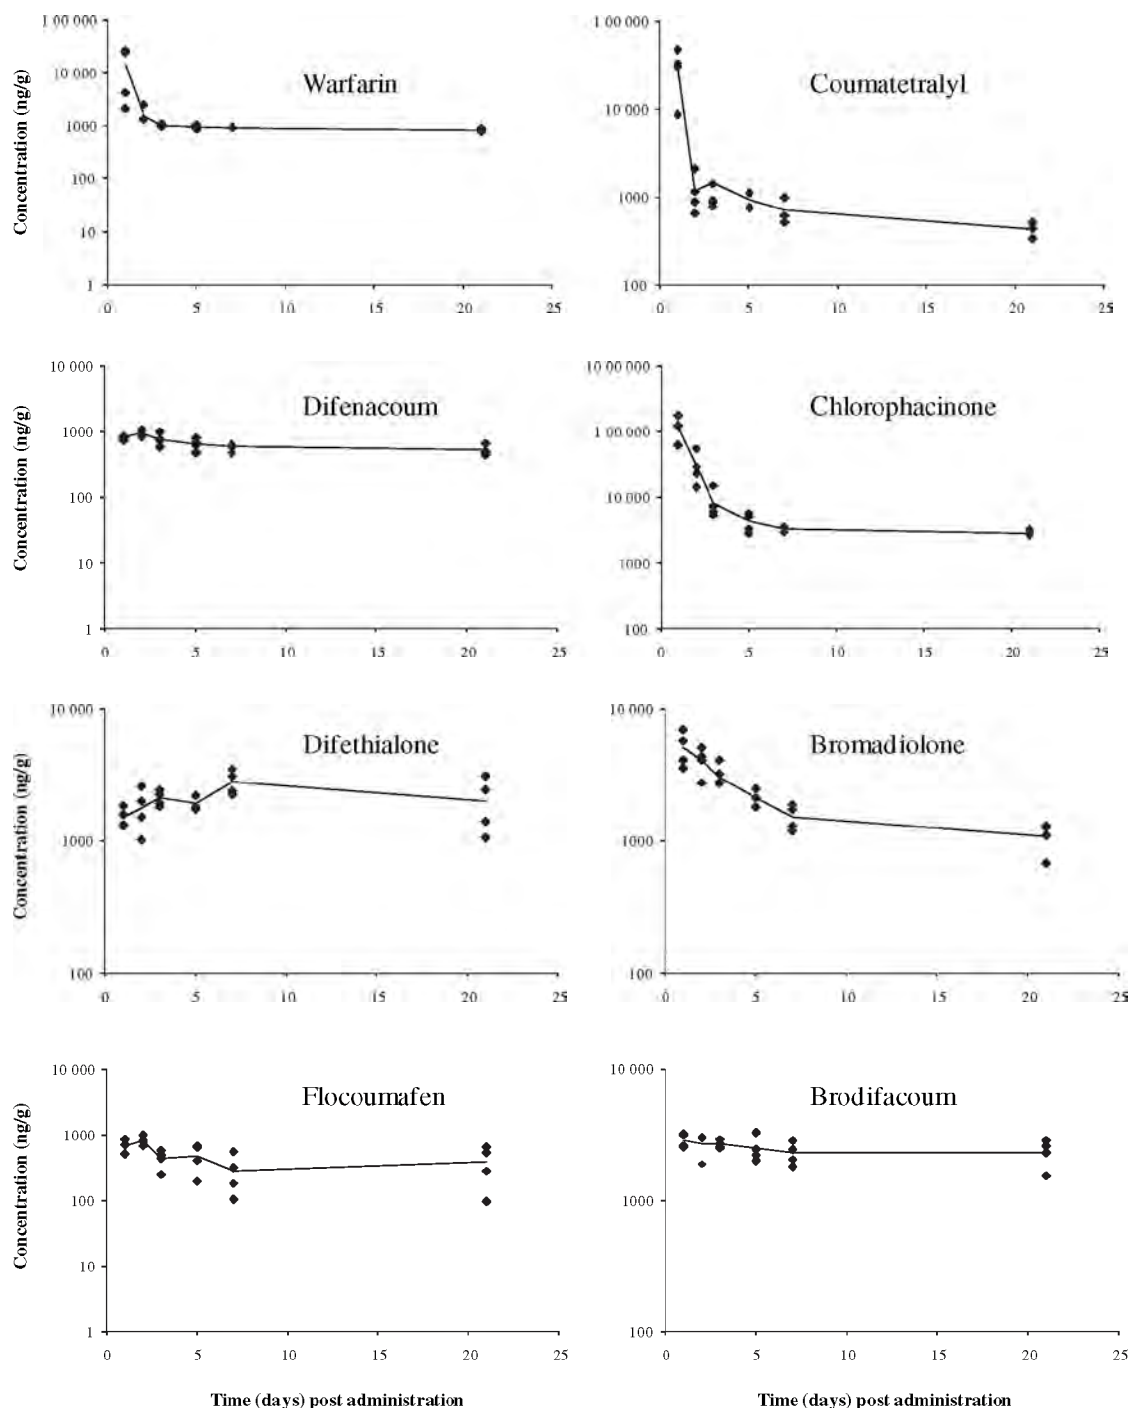 1 00 000
10 000
1000
100
10
1
0 5 10 15 20 25
Concentration (ng/g)
Warfarin
1 00 000
10 000
1000
100
0 5 10 15 20 25
Coumatetralyl
10 000
1000
100
10
1
0 5 10 15 20 25
Concentration (ng/g)
Difenacoum
1 00 000
1 00 000
10 000
1000
100
0 5 10 15 20 25
Chlorophacinone
10 000
1000
100
0 5 10 15 20 25
Concentration (ng/g)
Difethialone
10 000
1000
100
0 5 10 15 20 25
Bromadiolone
10 000
1000
100
10
1
0 5 10 15 20 25
Concentration (ng/g)
Flocoumafen
Time (days) post administration
10 000
1000
100
0 5 10 15 20 25
Brodifacoum
Time (days) post administration